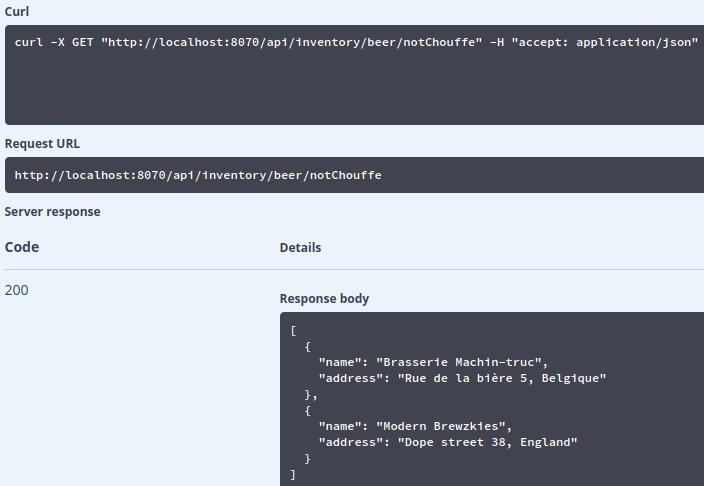 Curl
curl -X GET "http://localhost:8070/api/inventory/beer/notChouffe" -H "accept: application/json"
Request URL
http://localhost:8070/api/inventory/beer/notChouffe
Server response
Code
Details
200
Response body
[
  {
    "name": "Brasserie Machin-truc",
    "address": "Rue de la bière 5, Belgique"
  },
  {
    "name": "Modern Brewzkies",
    "address": "Dope street 38, England"
  }
]